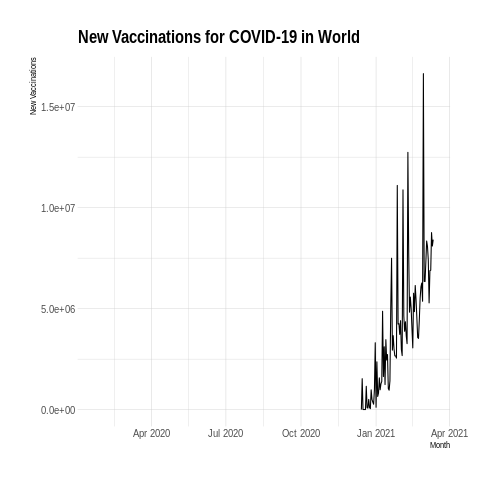 New Vaccinations for COVID-19 in World
New Vaccinations
1.5e+07
1.0e+07
5.0e+06
0.0e+00
Apr 2020 Jul 2020 Oct 2020 Jan 2021 Apr 2021
Month